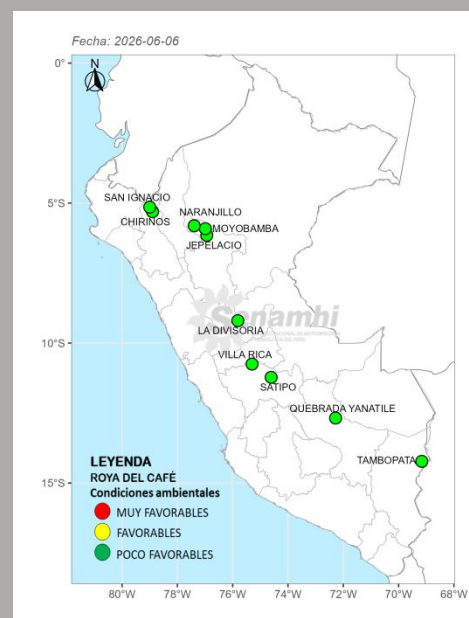 Fecha: 2026-06-06
N
0°
5°S
10°S
15°S
SAN IGNACIO
CHIRINOS
NARANJILLO
MOYOBAMBA
JEPELACIO
Senamhi
LA DIVISORIA
VILLA RICA
SATIPO
QUEBRADA YANATILE
TAMBOPATA
LEYENDA
ROYA DEL CAFÉ
Condiciones ambientales
MUY FAVORABLES
FAVORABLES
POCO FAVORABLES
80°W 78°W 76°W 74°W 72°W 70°W 68°W